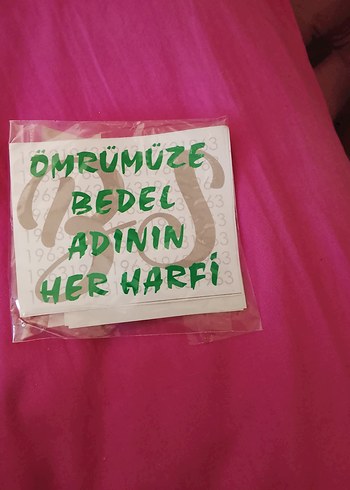 ÖMRÜMÜZE
BEDEL
ADININ
HER HARFİ